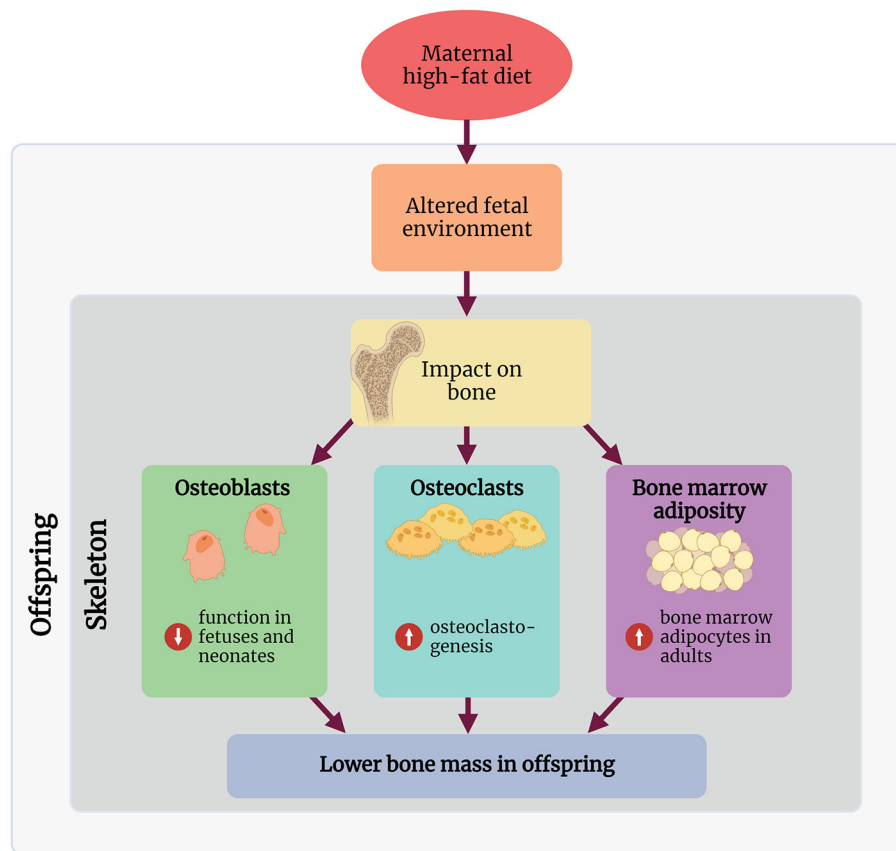 Maternal
high-fat diet
Altered fetal
environment
Impact on
bone
Osteoblasts
function in
fetuses and
neonates
Osteoclasts
osteoclasto-
genesis
Bone marrow
adiposity
bone marrow
adipocytes in
adults
Lower bone mass in offspring
Offspring
Skeleton